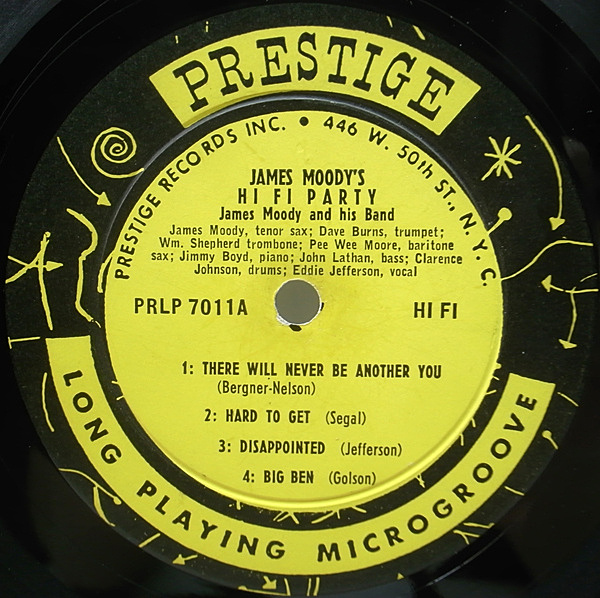 PRESTIGE
PRESTIGE RECORDS INC. • 446 W. 50th ST., N.Y.C.
JAMES MOODY'S
HI FI PARTY
James Moody and his Band
James Moody, tenor sax; Dave Burns, trumpet;
Wm. Shepherd trombone; Pee Wee Moore, baritone
sax; Jimmy Boyd, piano; John Lathan, bass; Clarence
Johnson, drums; Eddie Jefferson, vocal
PRLP 7011A HI FI
1: THERE WILL NEVER BE ANOTHER YOU
(Bergner-Nelson)
2: HARD TO GET (Segal)
3: DISAPPOINTED (Jefferson)
4: BIG BEN (Golson)
LONG PLAYING MICROGROOVE